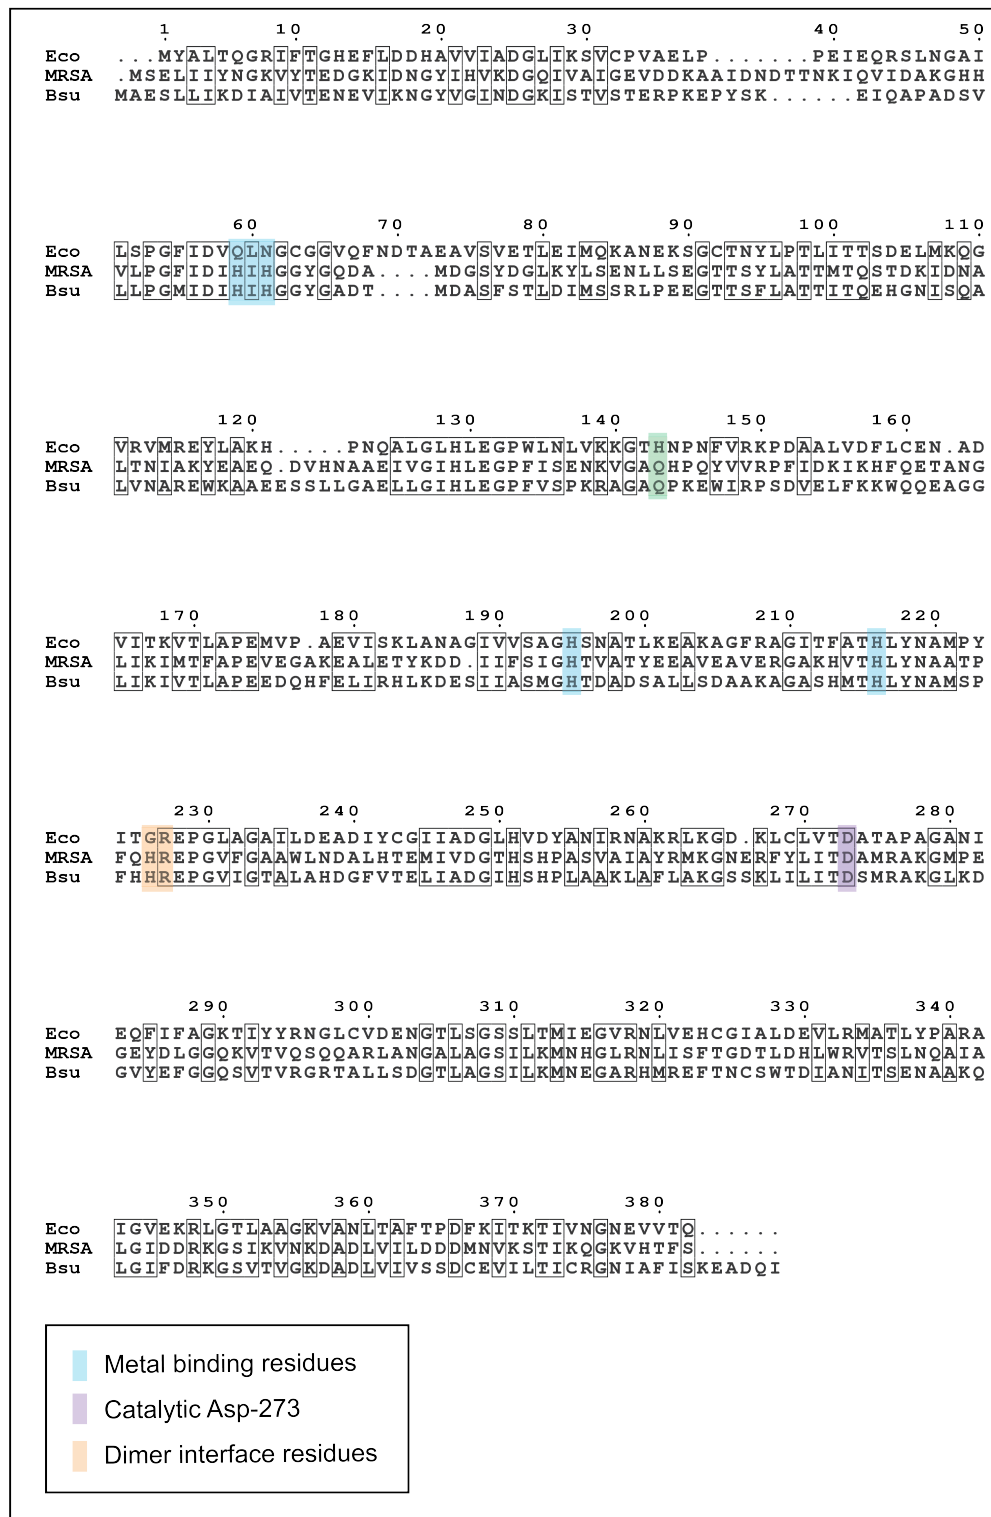 1 10 20 30 40 50
Eco ...MYALTQGRIFTGHEFLDDHAVVIADGLIKSVCPVAELP.......PEIEQRSLNGAI
MRSA .MSELIIYNGKVYTEDGKIDNGYIHVKDGQIVAIGEVDDKAAIDNDTTNKIQVIDAKGHH
Bsu MAESLLIKDIAIVTENEVIKNGYVGINDGKISTVSTERPKEPYSK......EIQAPADSV
60 70 80 90 100 110
Eco LSPGFIDVQLNGCGGVQFNDTAEAVSVETLEIMQKANEKSGCTNYLPTLITTSDELMKQG
MRSA VLPGFIDIHIHGGYGQDA....MDGSYDGLKYLSENLLSEGTTSYLATTMTQSTDKIDNA
Bsu LLPGMIDIHIHGGYGADT....MDASFSTLDIMSSRLPEEGTTSFLATTITQEHGNISQA
120 130 140 150 160
Eco VRVMREYLAKH.....PNQALGLHLEGPWLNLVKKGTHNPNFVRKPDAALVDFLCEN.AD
MRSA LTNIAKYEAEQ.DVHNAAEIVGIHLEGPFISENKVGAQHPQYVVRPFIDKIKHFQETANG
Bsu LVNAREWKAAEESSLLGAELLGIHLEGPFVSPKRAGAQPKEWIRPSDVELFKKWQQEAGG
170 180 190 200 210 220
Eco VITKVTLAPEMVP.AEVISKLANAGIVVSAGHSNATLKEAKAGFRAGITFATHLYNAMPY
MRSA LIKIMTFAPEVEGAKEALETYKDD.IIFSIGHTVATYEEAVEAVERGAKHVTHLYNAATP
Bsu LIKIVTLAPEEDQHFELIRHLKDESIIASMGHTDADSALLSDAAKAGASHMTHLYNAMSP
230 240 250 260 270 280
Eco ITGREPGLAGAILDEADIYCGIIADGLHVDYANIRNAKRLKGD.KLCLVTDATAPAGANI
MRSA FQHREPGVFGAAWLNDALHTEMIVDGTHSHPASVAIAYRMKGNERFYLITDAMRAKGMPE
Bsu FHHREPGVIGTALAHDGFVTELIADGIHSHPLAAKLAFLAKGSSKLILITDSMRAKGLKD
290 300 310 320 330 340
Eco EQFIFAGKTIYYRNGLCVDENGTLSGSSLTMIEGVRNLVEHCGIALDEVLRMATLYPARA
MRSA GEYDLGGQKVTVQSQQARLANGALAGSILKMNHGLRNLISFTGDTLDHLWRVTSLNQAIA
Bsu GVYEFGGQSVTVRGRTALLSDGTLAGSILKMNEGARHMREFTNCSWTDIANITSENAAKQ
350 360 370 380
Eco IGVEKRLGTLAAGKVANLTAFTPDFKITKTIVNGNEVVTQ......
MRSA LGIDDRKGSIKVNKDADLVILDDDMNVKSTIKQGKVHTFS......
Bsu LGIFDRKGSVTVGKDADLVIVSSDCEVILTICRGNIAFISKEADQI
Metal binding residues
Catalytic Asp-273
Dimer interface residues